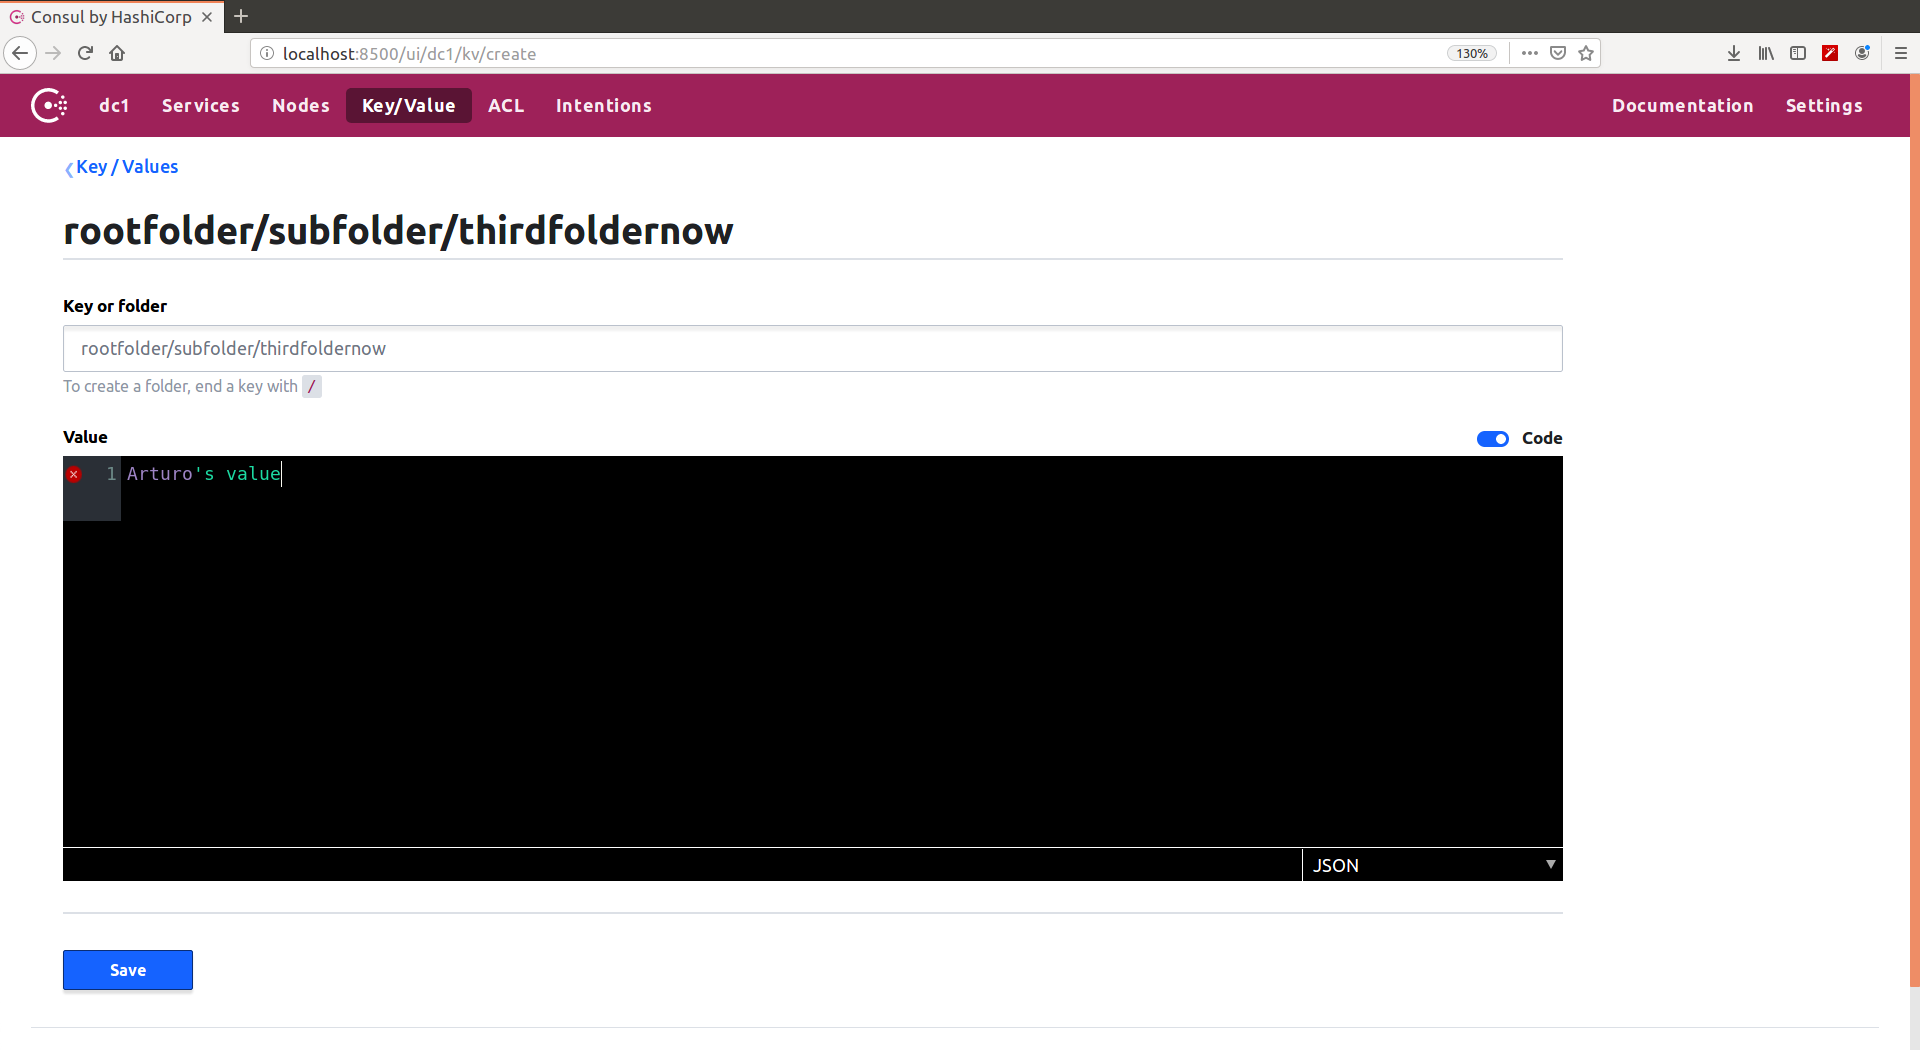 Consul by HashiCorp
localhost:8500/ui/dc1/kv/create
130%
dc1 Services Nodes Key/Value ACL Intentions Documentation Settings
Key / Values
rootfolder/subfolder/thirdfoldernow
Key or folder
rootfolder/subfolder/thirdfoldernow
To create a folder, end a key with /
Value Code
1 Arturo's value
JSON
Save